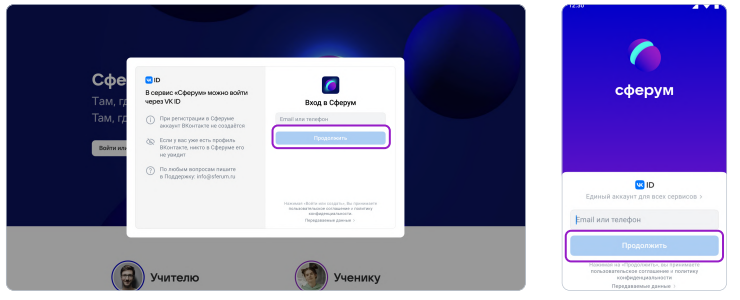 Сфе
Там, гд
Там, гд
Войти или
VK ID
В сервис «Сферум» можно войти
через VK ID
При регистрации в Сферуме
аккаунт ВКонтакте не создаётся
Если у вас уже есть профиль
ВКонтакте, никто в Сферуме его
не увидит
По любым вопросам пишите
в Поддержку: info@sferum.ru
Вход в Сферум
Email или телефон
Продолжить
Нажимая «Войти или создать», Вы принимаете
пользовательское соглашение и политику
конфиденциальности
Передаваемые данные
Учителю
Ученику
12:30
сферум
VK ID
Единый аккаунт для всех сервисов
Email или телефон
Продолжить
Нажимая на «Продолжить», вы принимаете
пользовательское соглашение и политику
конфиденциальности
Передаваемые данные